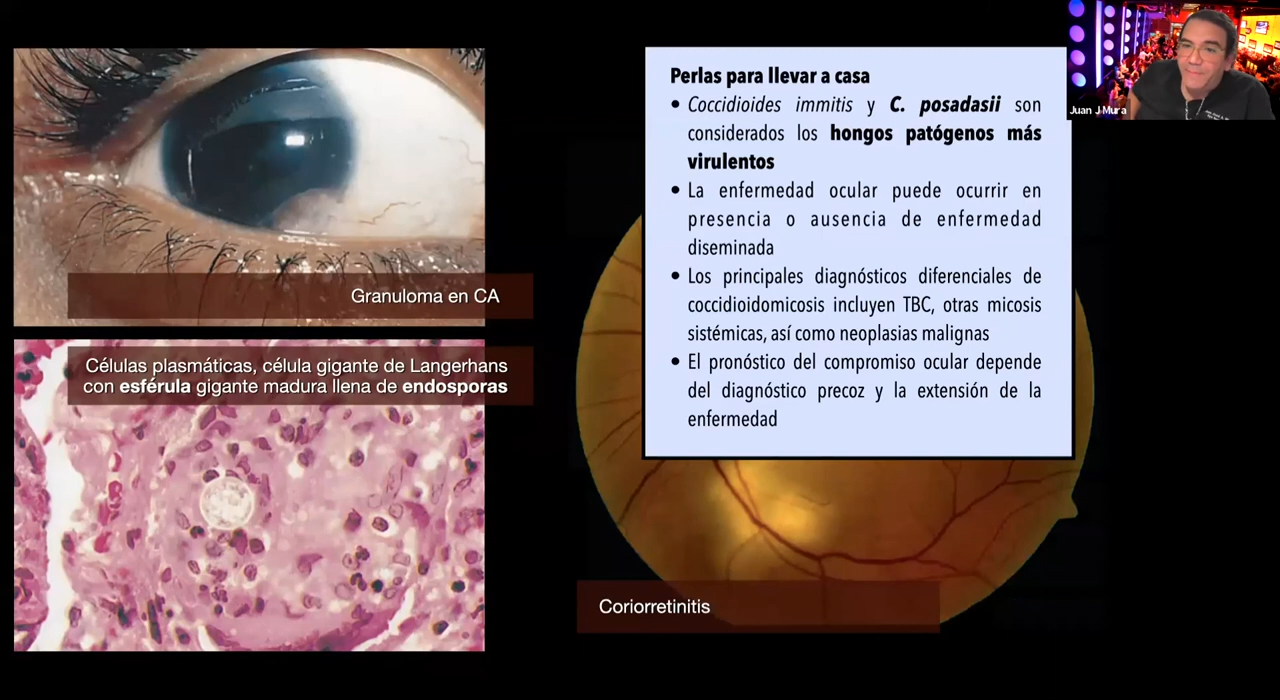 Granuloma en CA
Células plasmáticas, célula gigante de Langerhans
con esférula gigante madura llena de endosporas
Perlas para llevar a casa
• Coccidioides immitis y C. posadasii son
considerados los hongos patógenos más
virulentos
• La enfermedad ocular puede ocurrir en
presencia o ausencia de enfermedad
diseminada
• Los principales diagnósticos diferenciales de
coccidioidomicosis incluyen TBC, otras micosis
sistémicas, así como neoplasias malignas
• El pronóstico del compromiso ocular depende
del diagnóstico precoz y la extensión de la
enfermedad
Coriorretinitis
Juan J Mura